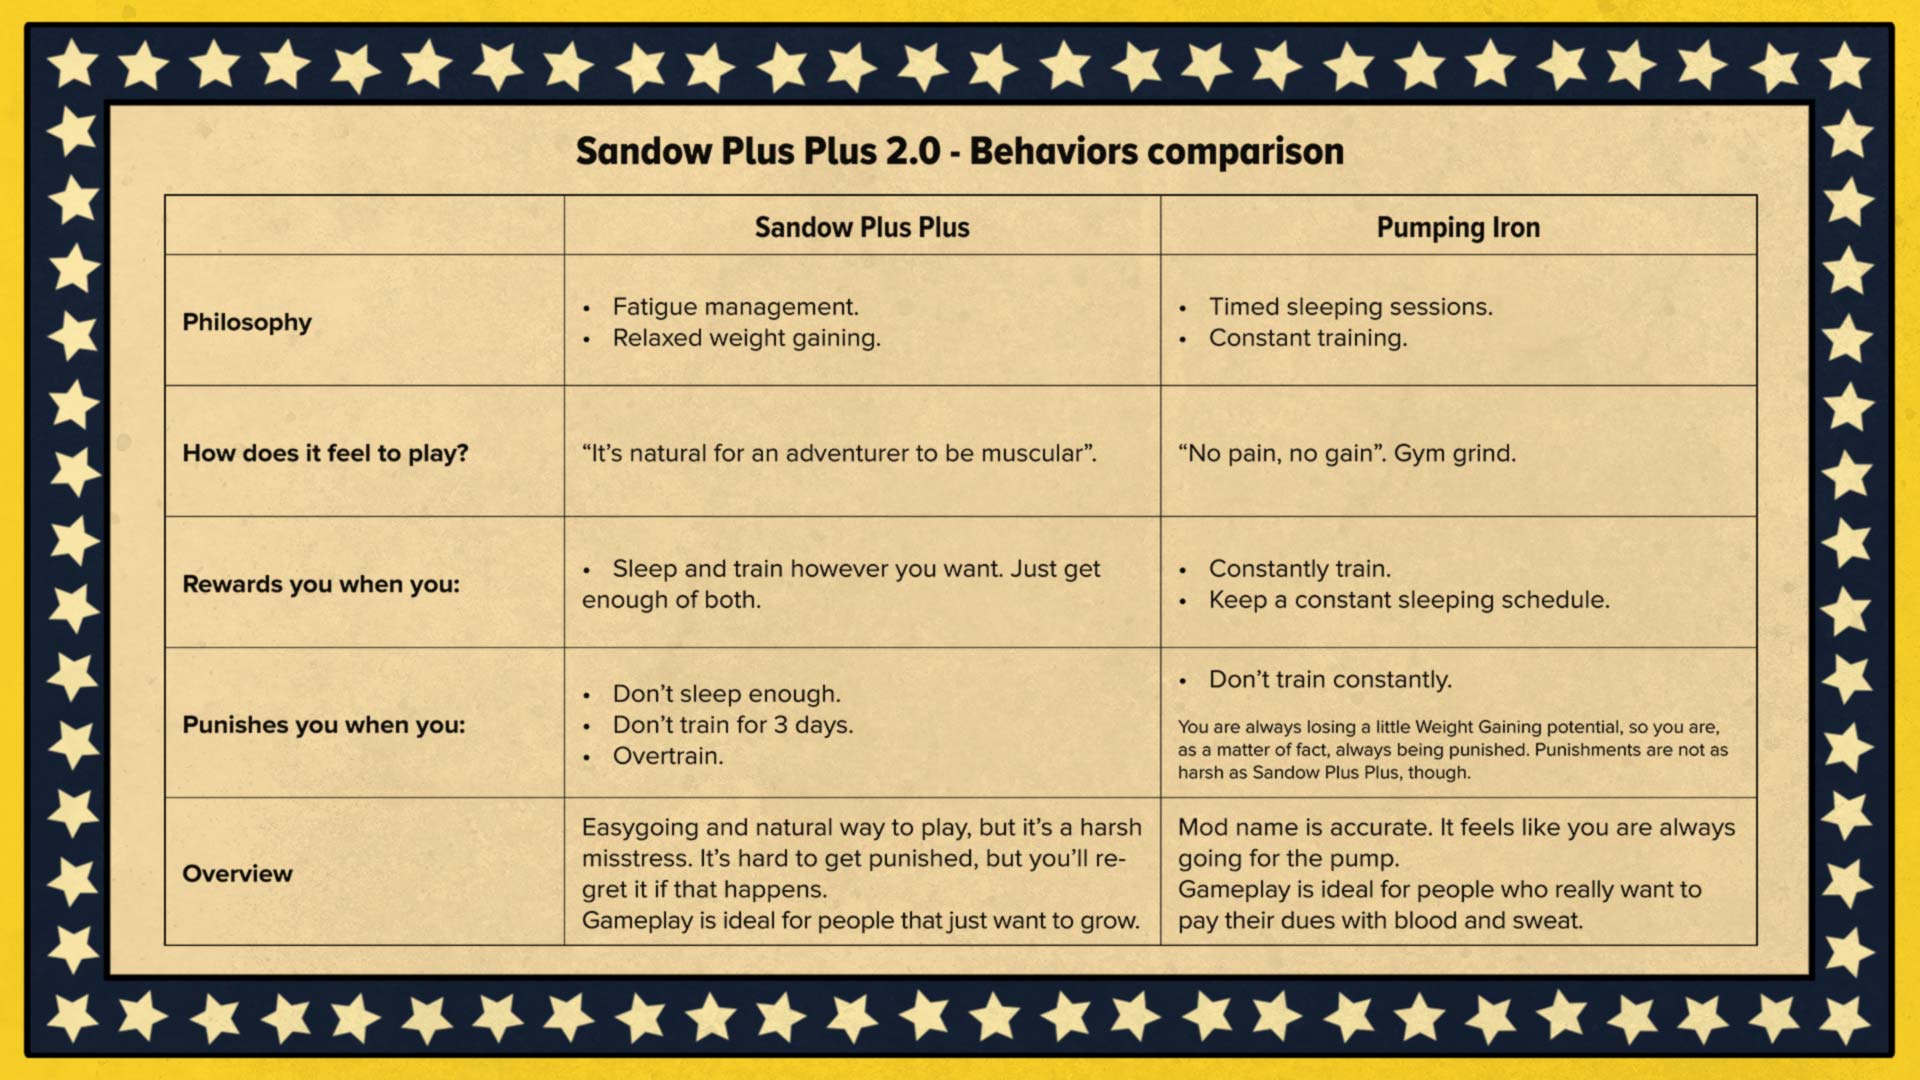 Sandow Plus Plus 2.0 - Behaviors comparison
Sandow Plus Plus
Pumping Iron
Philosophy
• Fatigue management.
• Relaxed weight gaining.
• Timed sleeping sessions.
• Constant training.
How does it feel to play?
“It’s natural for an adventurer to be muscular”.
“No pain, no gain”. Gym grind.
Rewards you when you:
• Sleep and train however you want. Just get
enough of both.
• Constantly train.
• Keep a constant sleeping schedule.
Punishes you when you:
• Don’t sleep enough.
• Don’t train for 3 days.
• Overtrain.
• Don’t train constantly.
You are always losing a little Weight Gaining potential, so you are,
as a matter of fact, always being punished. Punishments are not as
harsh as Sandow Plus Plus, though.
Overview
Easygoing and natural way to play, but it’s a harsh
misstress. It’s hard to get punished, but you’ll re-
gret it if that happens.
Gameplay is ideal for people that just want to grow.
Mod name is accurate. It feels like you are always
going for the pump.
Gameplay is ideal for people who really want to
pay their dues with blood and sweat.